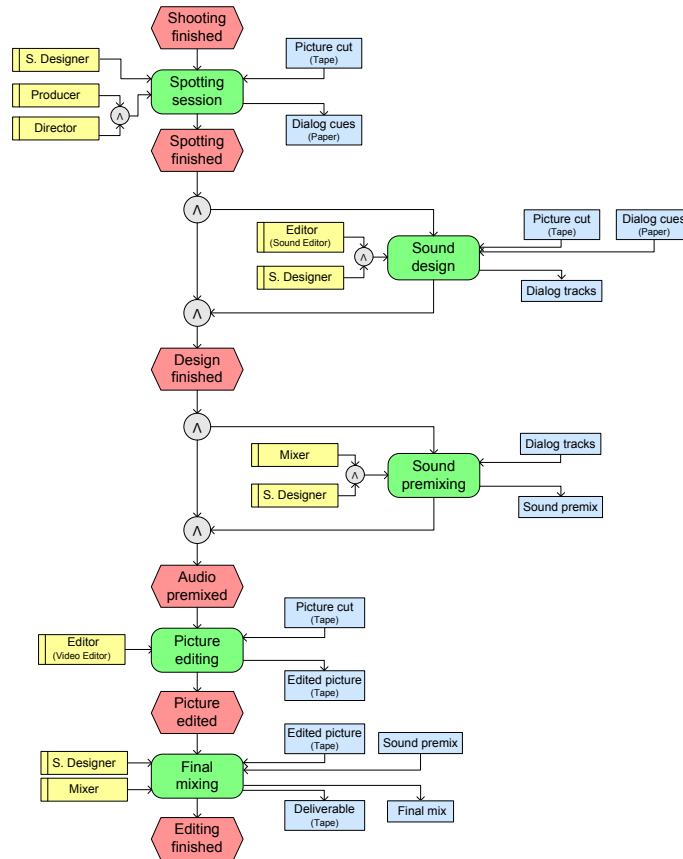 Shooting
finished
S. Designer
Picture cut
(Tape)
Spotting
session
Producer
Λ
Director
Dialog cues
(Paper)
Spotting
finished
Λ
Editor
(Sound Editor)
Picture cut
(Tape)
Dialog cues
(Paper)
Λ
Sound
design
S. Designer
Dialog tracks
Λ
Design
finished
Λ
Mixer
Dialog tracks
Λ
Sound
premixing
S. Designer
Sound premix
Λ
Audio
premixed
Picture cut
(Tape)
Editor
(Video Editor)
Picture
editing
Edited picture
(Tape)
Picture
edited
Edited picture
(Tape)
Sound premix
S. Designer
Final
mixing
Mixer
Deliverable
(Tape)
Final mix
Editing
finished